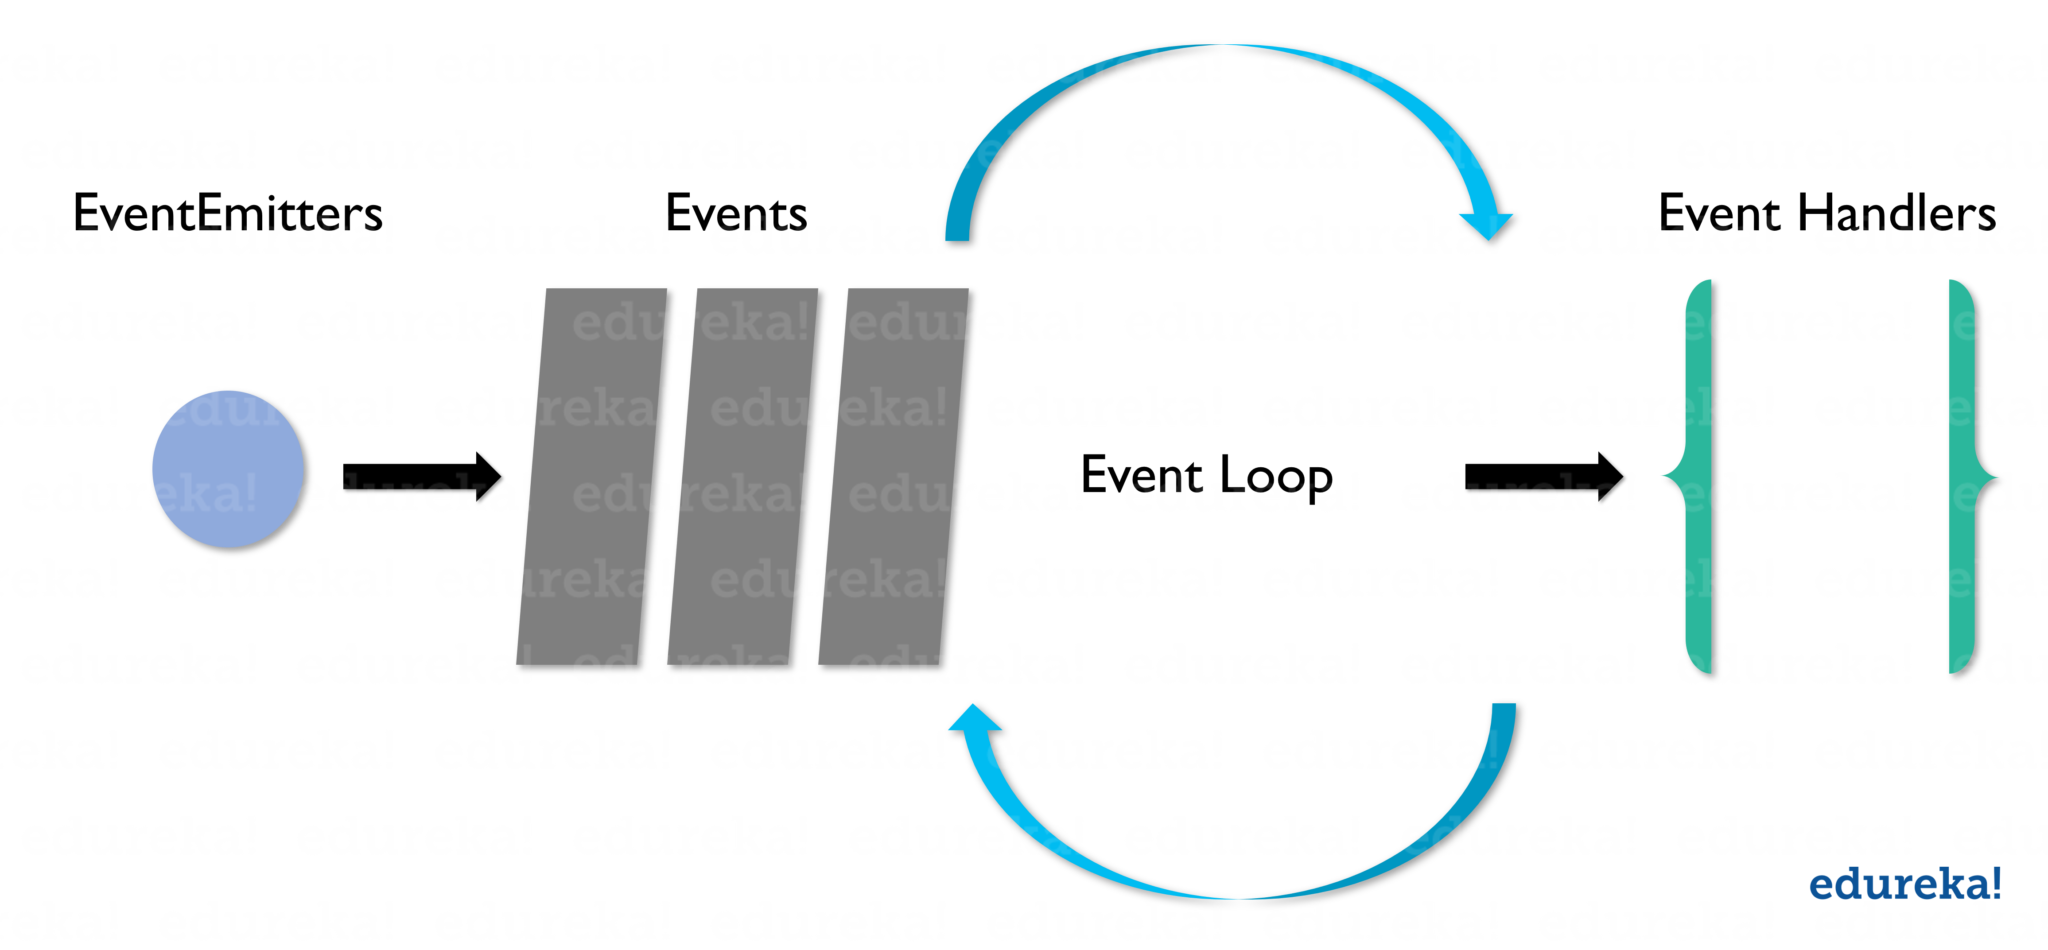 EventEmitters
Events
Event Handlers
Event Loop
edureka!